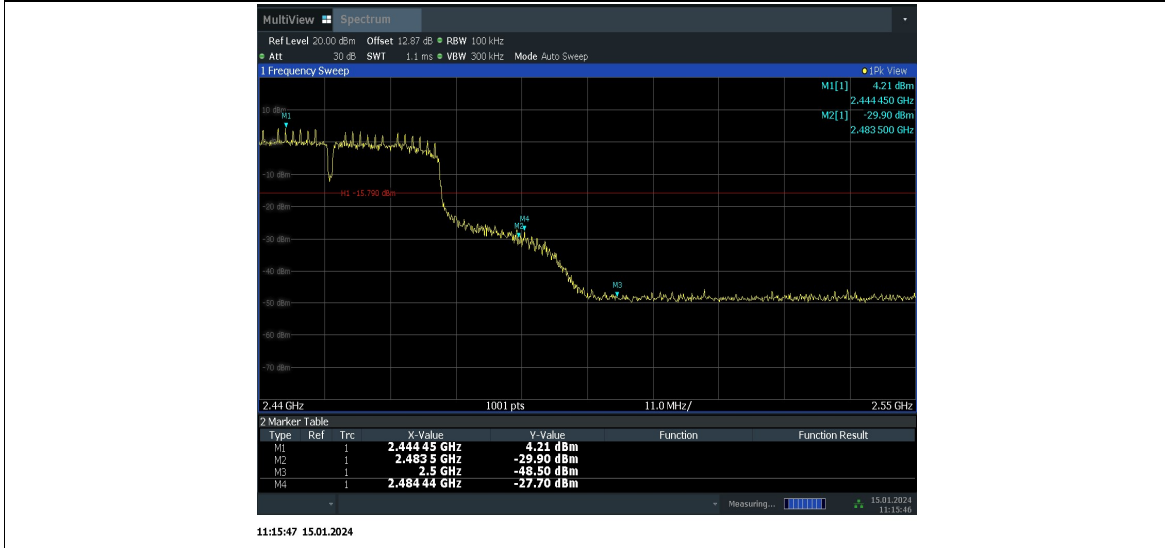 MultiView Spectrum
Ref Level 20.00 dBm Offset 12.87 dB RBW 100 kHz
Att 30 dB SWT 1.1 ms VBW 300 kHz Mode Auto Sweep
1 Frequency Sweep 1Pk View
M1[1] 4.21 dBm
2.444 450 GHz
M2[1] -29.90 dBm
2.483 500 GHz
10 dBm
M1
-10 dBm
H1 -15.790 dBm
-20 dBm
M4
M2
-30 dBm
-40 dBm
M3
-50 dBm
-60 dBm
-70 dBm
2.44 GHz 1001 pts 11.0 MHz/ 2.55 GHz
2 Marker Table
Type Ref Trc X-Value Y-Value Function Function Result
M1 1 2.444 45 GHz 4.21 dBm
M2 1 2.483 5 GHz -29.90 dBm
M3 1 2.5 GHz -48.50 dBm
M4 1 2.484 44 GHz -27.70 dBm
Measuring... 15.01.2024
11:15:46
11:15:47 15.01.2024